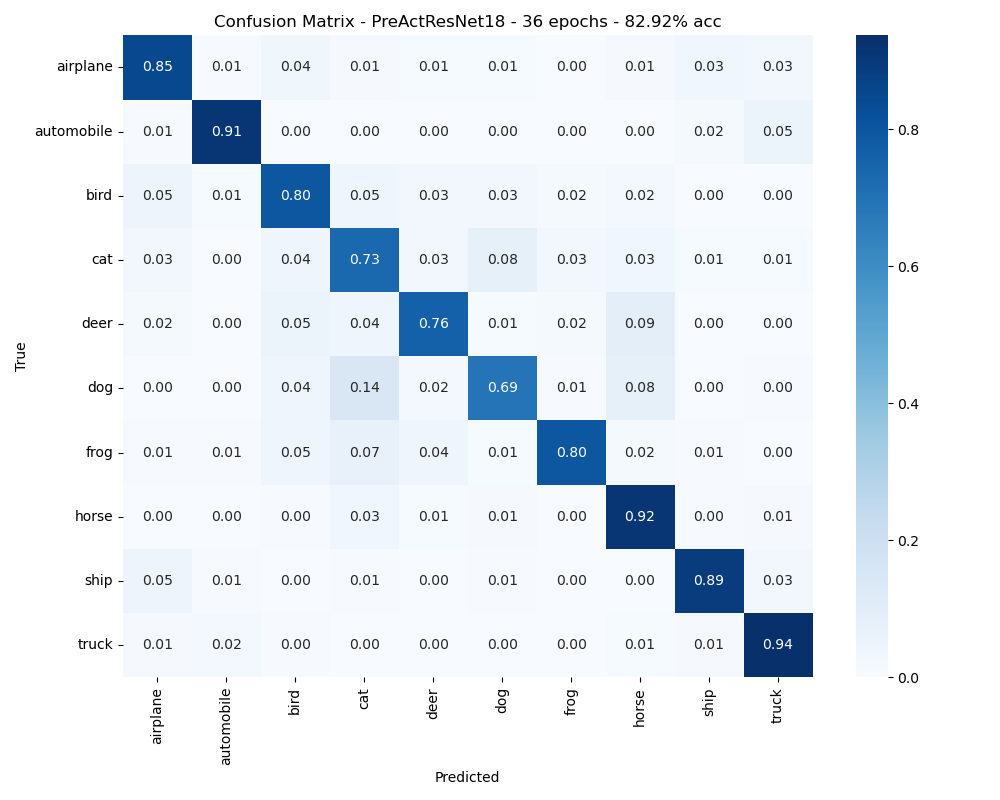 Confusion Matrix - PreActResNet18 - 36 epochs - 82.92% acc
airplane 0.85 0.01 0.04 0.01 0.01 0.01 0.00 0.01 0.03 0.03
automobile 0.01 0.91 0.00 0.00 0.00 0.00 0.00 0.00 0.02 0.05
bird 0.05 0.01 0.80 0.05 0.03 0.03 0.02 0.02 0.00 0.00
cat 0.03 0.00 0.04 0.73 0.03 0.08 0.03 0.03 0.01 0.01
deer 0.02 0.00 0.05 0.04 0.76 0.01 0.02 0.09 0.00 0.00
dog 0.00 0.00 0.04 0.14 0.02 0.69 0.01 0.08 0.00 0.00
frog 0.01 0.01 0.05 0.07 0.04 0.01 0.80 0.02 0.01 0.00
horse 0.00 0.00 0.00 0.03 0.01 0.01 0.00 0.92 0.00 0.01
ship 0.05 0.01 0.00 0.01 0.00 0.01 0.00 0.00 0.89 0.03
truck 0.01 0.02 0.00 0.00 0.00 0.00 0.00 0.01 0.01 0.94
True
airplane automobile bird cat deer dog frog horse ship truck
Predicted
0.8
0.6
0.4
0.2
0.0